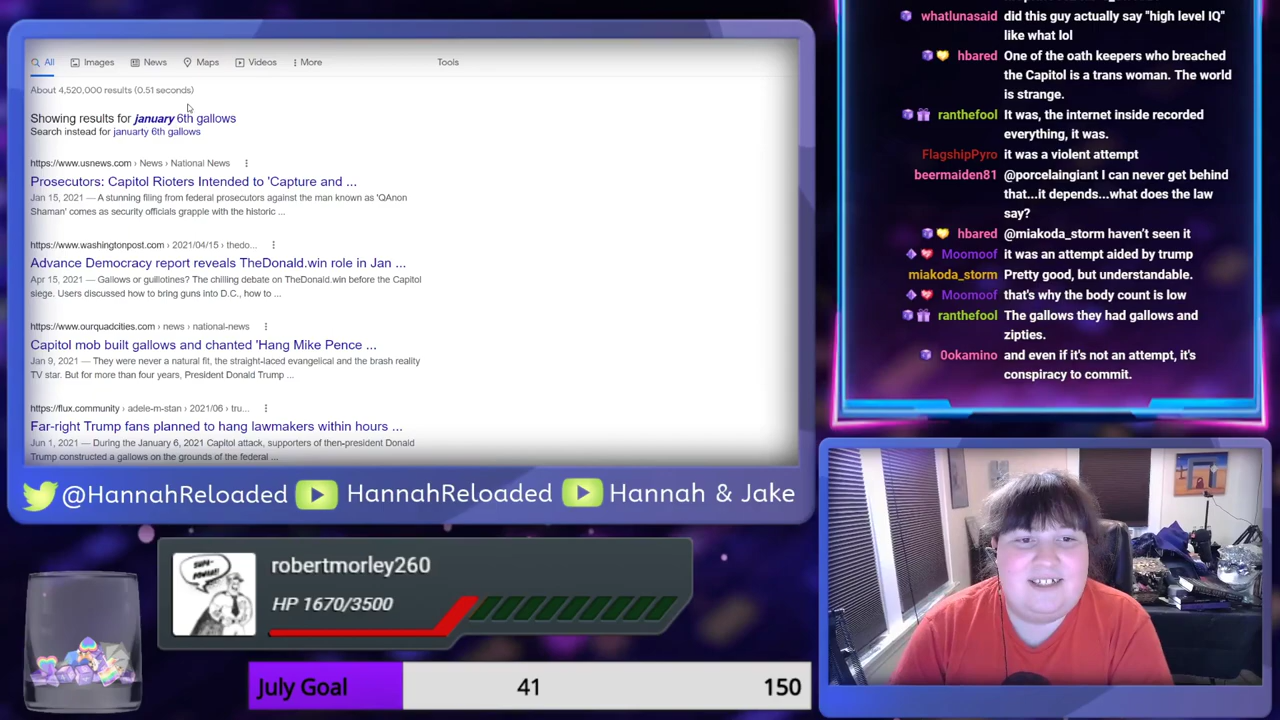 All Images News Maps Videos More Tools
About 4,520,000 results (0.51 seconds)
Showing results for january 6th gallows
Search instead for januarty 6th gallows
https://www.usnews.com › News › National News
Prosecutors: Capitol Rioters Intended to 'Capture and ...
Jan 15, 2021 — A stunning filing from federal prosecutors against the man known as 'QAnon
Shaman' comes as security officials grapple with the historic ...
https://www.washingtonpost.com › 2021/04/15 › thedo...
Advance Democracy report reveals TheDonald.win role in Jan ...
Apr 15, 2021 — Gallows or guillotines? The chilling debate on TheDonald.win before the Capitol
siege. Users discussed how to bring guns into D.C., how to ...
https://www.ourquadcities.com › news › national-news
Capitol mob built gallows and chanted 'Hang Mike Pence ...
Jan 9, 2021 — They were never a natural fit, the straight-laced evangelical and the brash reality
TV star. But for more than four years, President Donald Trump ...
https://flux.community › adele-m-stan › 2021/06 › tru...
Far-right Trump fans planned to hang lawmakers within hours ...
Jun 1, 2021 — During the January 6, 2021 Capitol attack, supporters of then-president Donald
Trump constructed a gallows on the grounds of the federal ...
@HannahReloaded HannahReloaded Hannah & Jake
robertmorley260
HP 1670/3500
July Goal 41 150
whatlunasaid did this guy actually say "high level IQ"
like what lol
hbared One of the oath keepers who breached
the Capitol is a trans woman. The world
is strange.
ranthefool It was, the internet inside recorded
everything, it was.
FlagshipPyro it was a violent attempt
beermaiden81 @porcelaingiant I can never get behind
that...it depends...what does the law
say?
hbared @miakoda_storm haven't seen it
Moomoof it was an attempt aided by trump
miakoda_storm Pretty good, but understandable.
Moomoof that's why the body count is low
ranthefool The gallows they had gallows and
zipties.
0okamino and even if it's not an attempt, it's
conspiracy to commit.